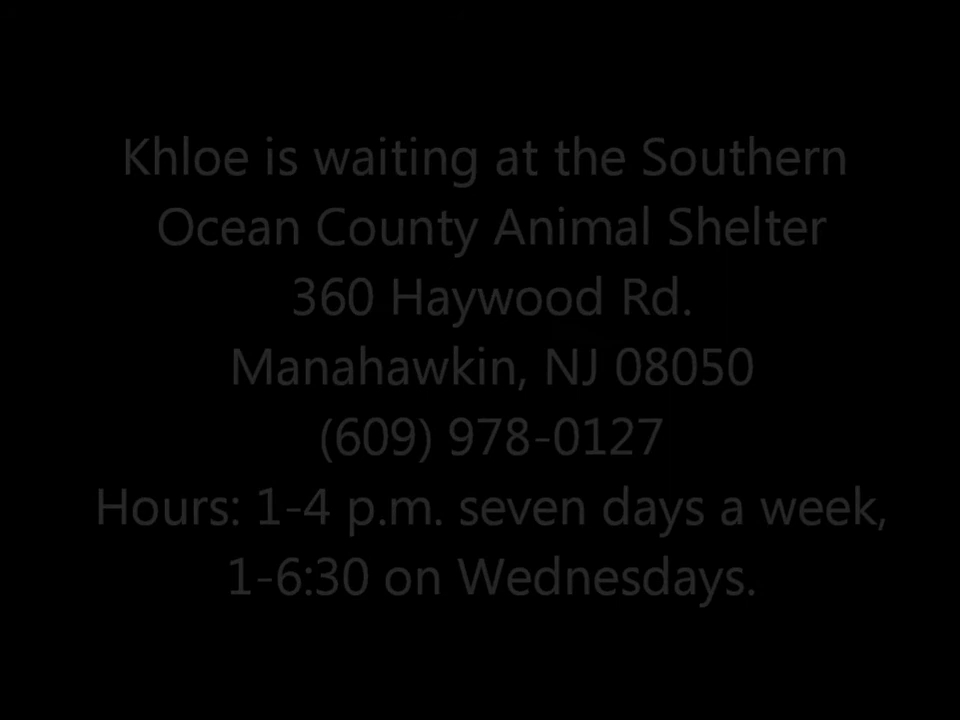 Khloe is waiting at the Southern
Ocean County Animal Shelter
360 Haywood Rd.
Manahawkin, NJ 08050
(609) 978-0127
Hours: 1-4 p.m. seven days a week,
1-6:30 on Wednesdays.